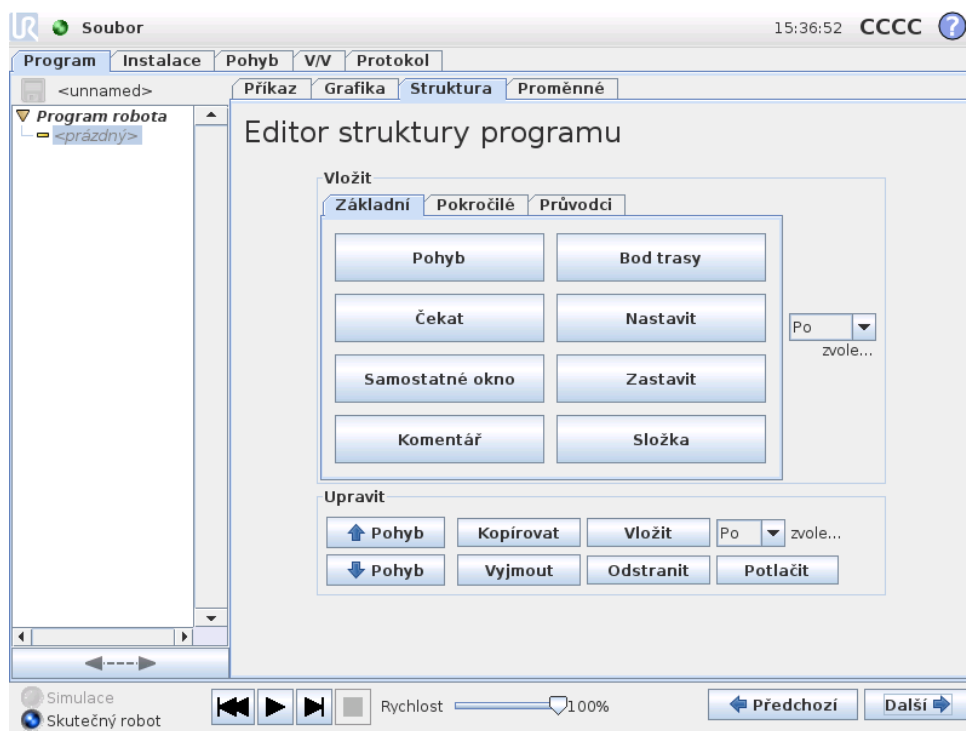 UR Soubor 15:36:52 CCCC ?
Program Instalace Pohyb V/V Protokol
<unnamed>
Příkaz Grafika Struktura Proměnné
Program robota
<prázdný>
Editor struktury programu
Vložit
Základní Pokročilé Průvodci
Pohyb Bod trasy
Čekat Nastavit
Po
zvole...
Samostatné okno Zastavit
Komentář Složka
Upravit
Pohyb Kopírovat Vložit Po zvole...
Pohyb Vyjmout Odstranit Potlačit
Simulace
Skutečný robot
Rychlost 100%
Předchozí Další